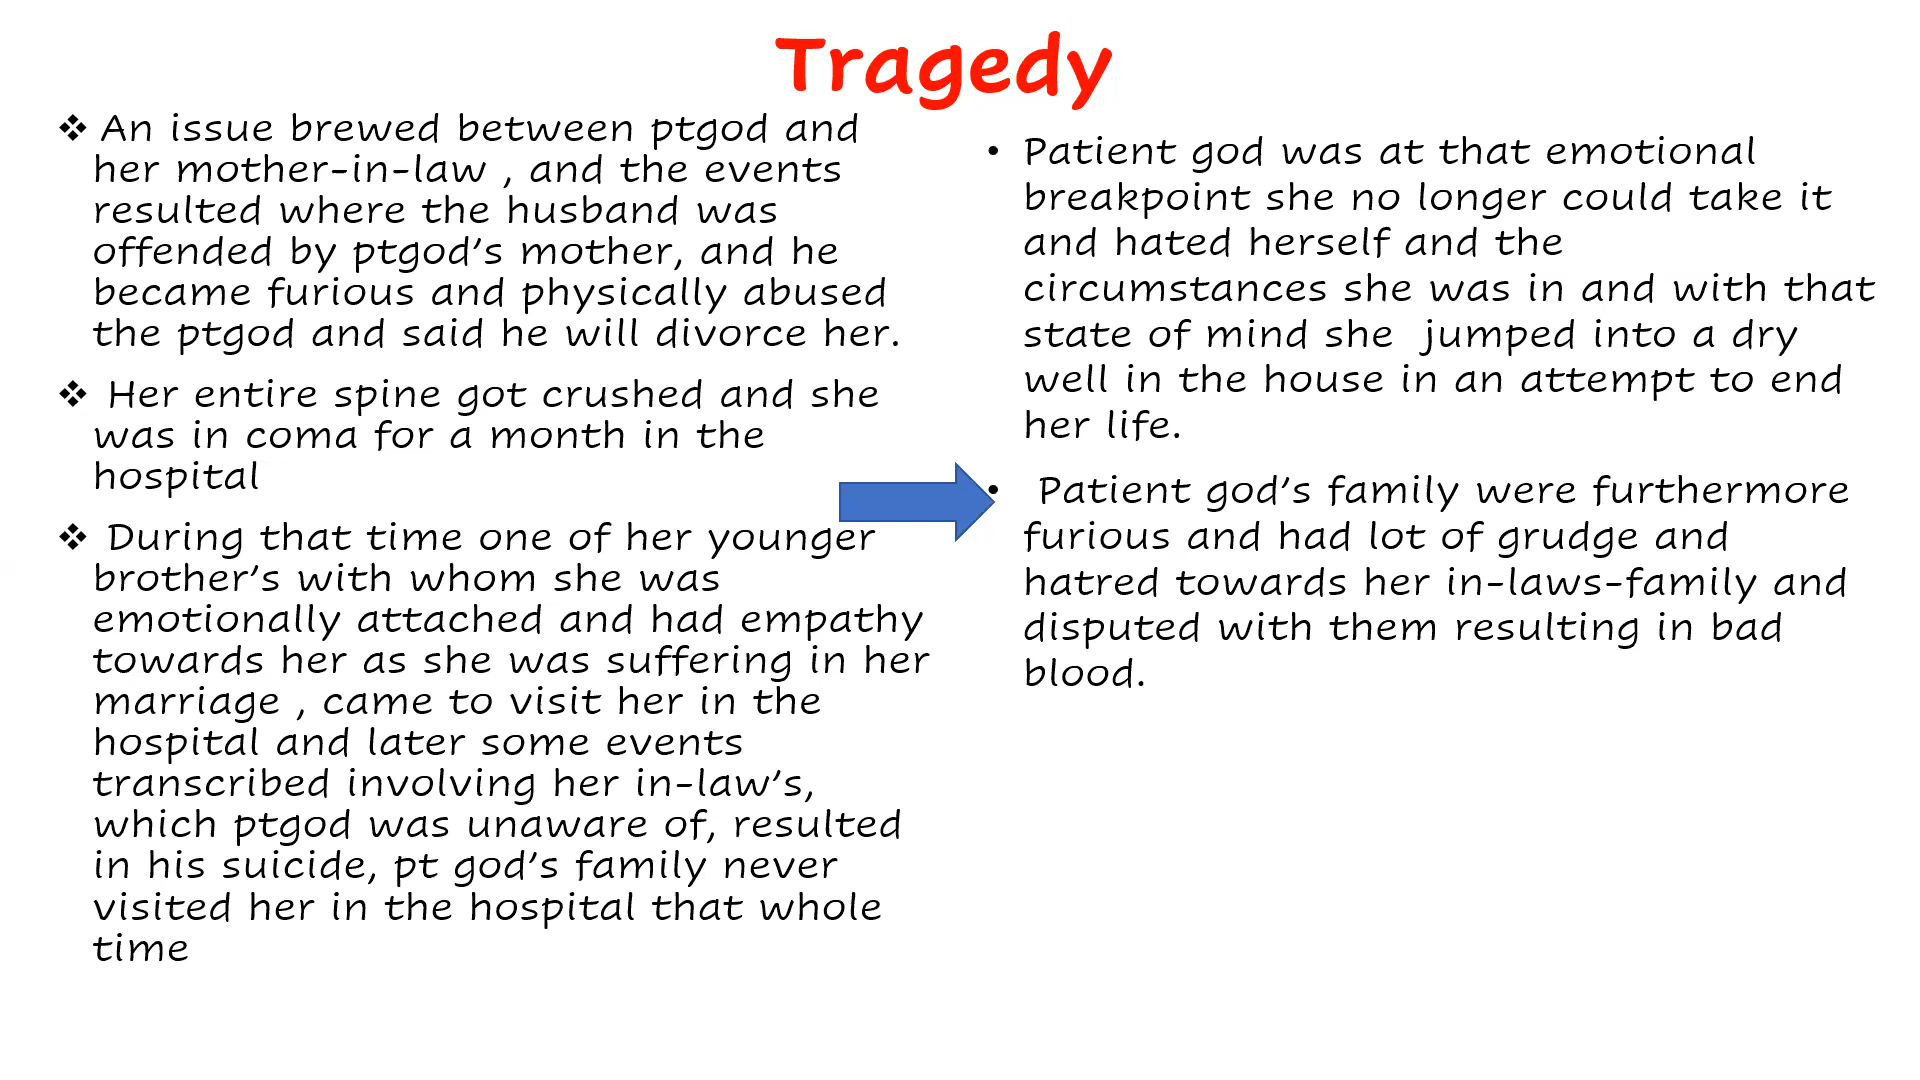 Tragedy
❖ An issue brewed between ptgod and
her mother-in-law , and the events
resulted where the husband was
offended by ptgod’s mother, and he
became furious and physically abused
the ptgod and said he will divorce her.
❖ Her entire spine got crushed and she
was in coma for a month in the
hospital
❖ During that time one of her younger
brother’s with whom she was
emotionally attached and had empathy
towards her as she was suffering in her
marriage , came to visit her in the
hospital and later some events
transcribed involving her in-law’s,
which ptgod was unaware of, resulted
in his suicide, pt god’s family never
visited her in the hospital that whole
time
• Patient god was at that emotional
breakpoint she no longer could take it
and hated herself and the
circumstances she was in and with that
state of mind she  jumped into a dry
well in the house in an attempt to end
her life.
• Patient god’s family were furthermore
furious and had lot of grudge and
hatred towards her in-laws-family and
disputed with them resulting in bad
blood.